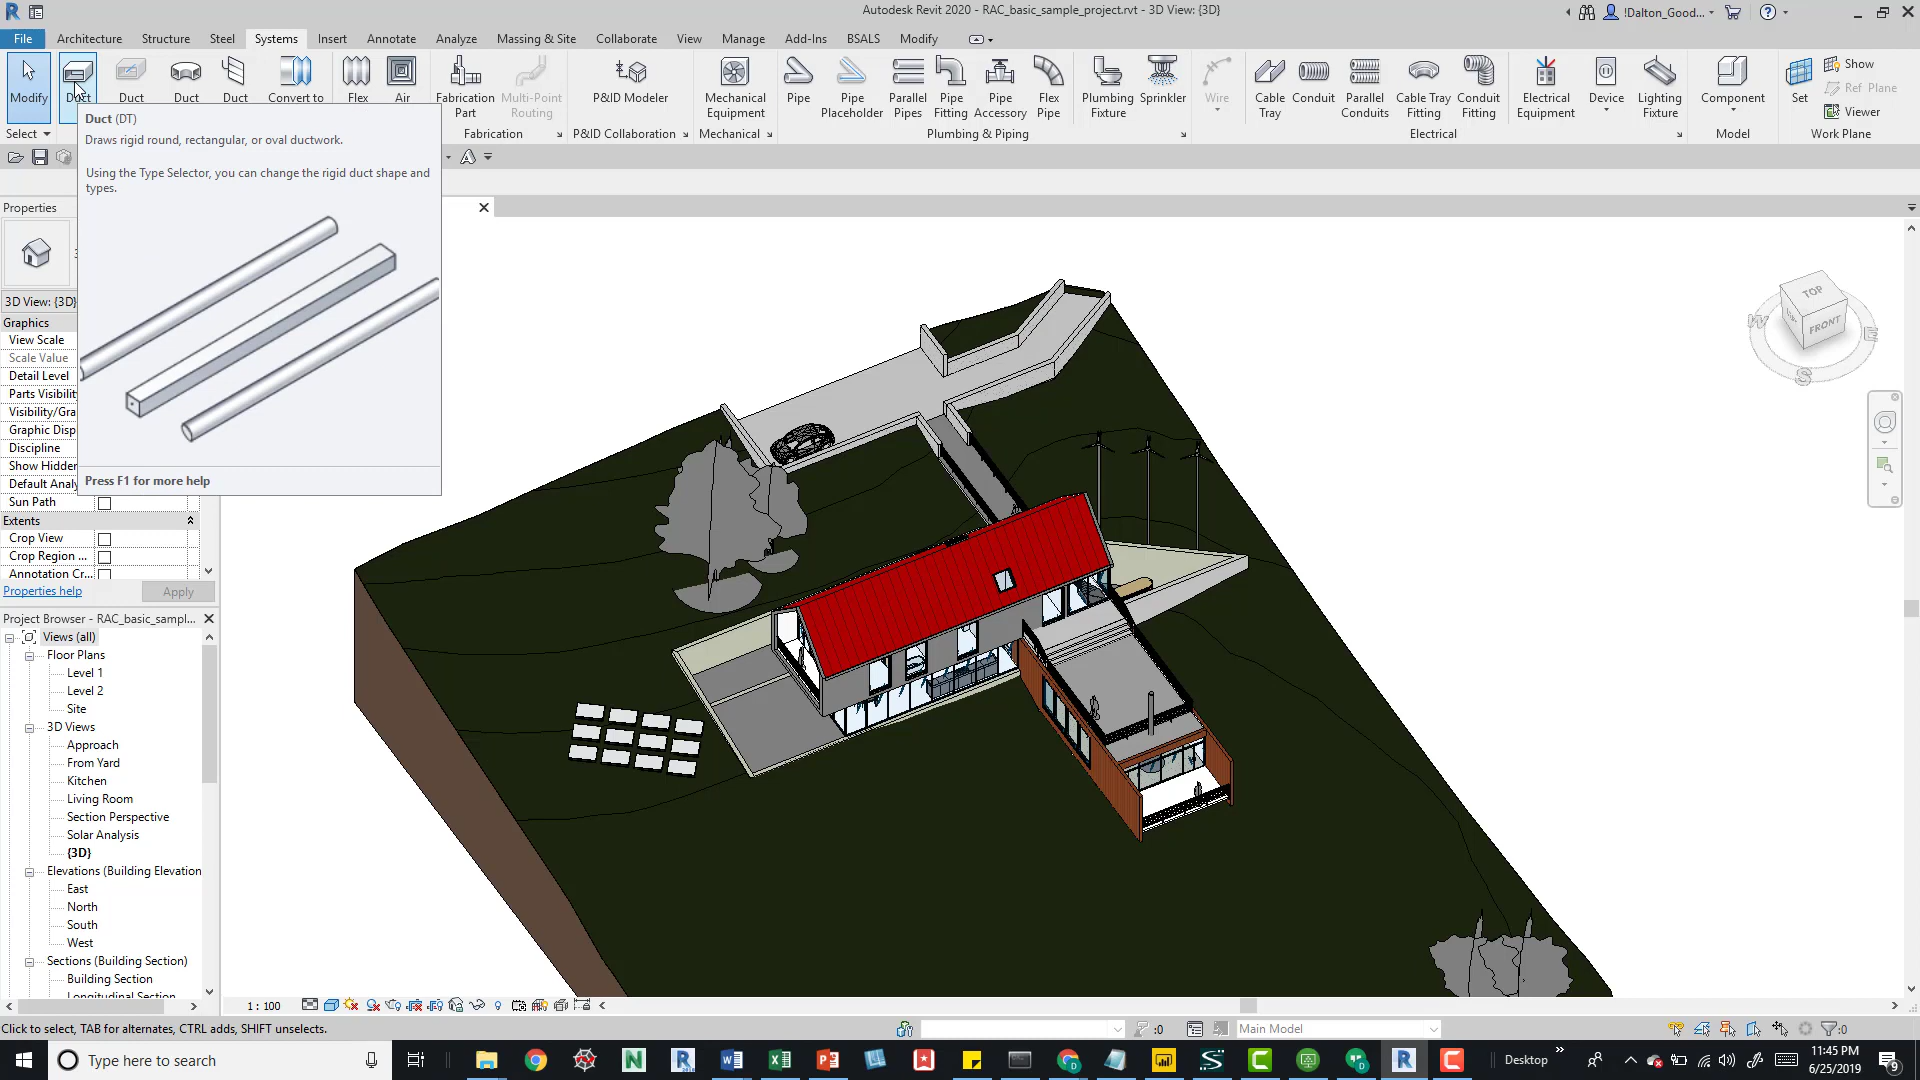 Autodesk Revit 2020 - RAC_basic_sample_project.rvt - 3D View: {3D}
!Dalton_Good...
File Architecture Structure Steel Systems Insert Annotate Analyze Massing & Site Collaborate View Manage Add-Ins BSALS Modify
Modify
Duct
Duct
Duct
Duct
Convert to
Flex
Air
Fabrication
Part
Multi-Point
Routing
P&ID Modeler
Mechanical
Equipment
Pipe
Pipe
Placeholder
Parallel
Pipes
Pipe
Fitting
Pipe
Accessory
Flex
Pipe
Plumbing
Fixture
Sprinkler
Wire
Cable
Tray
Conduit
Parallel
Conduits
Cable Tray
Fitting
Conduit
Fitting
Electrical
Equipment
Device
Lighting
Fixture
Component
Set
Show
Ref Plane
Viewer
Select
Fabrication
P&ID Collaboration
Mechanical
Plumbing & Piping
Electrical
Model
Work Plane
Duct (DT)
Draws rigid round, rectangular, or oval ductwork.
Using the Type Selector, you can change the rigid duct shape and
types.
Press F1 for more help
Properties
3D View: {3D}
Graphics
View Scale
Scale Value
Detail Level
Parts Visibility
Visibility/Gra
Graphic Disp
Discipline
Show Hidden
Default Analy
Sun Path
Extents
Crop View
Crop Region ...
Annotation Cr...
Properties help
Apply
Project Browser - RAC_basic_sampl...
Views (all)
Floor Plans
Level 1
Level 2
Site
3D Views
Approach
From Yard
Kitchen
Living Room
Section Perspective
Solar Analysis
{3D}
Elevations (Building Elevation
East
North
South
West
Sections (Building Section)
Building Section
Longitudinal Section
TOP
FRONT
W
E
S
1 : 100
Click to select, TAB for alternates, CTRL adds, SHIFT unselects.
:0
Main Model
:0
Type here to search
Desktop
11:45 PM
6/25/2019
9